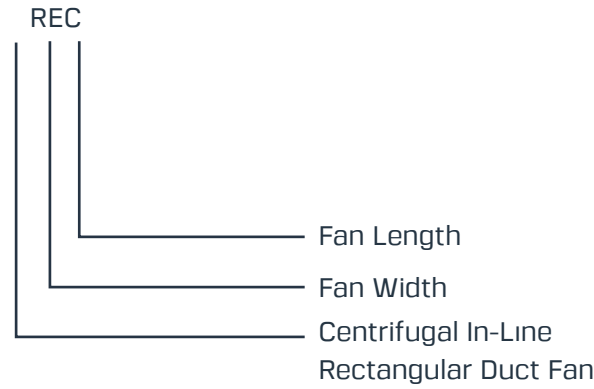 REC
Fan Length
Fan Width
Centrifugal In-Lıne
Rectangular Duct Fan